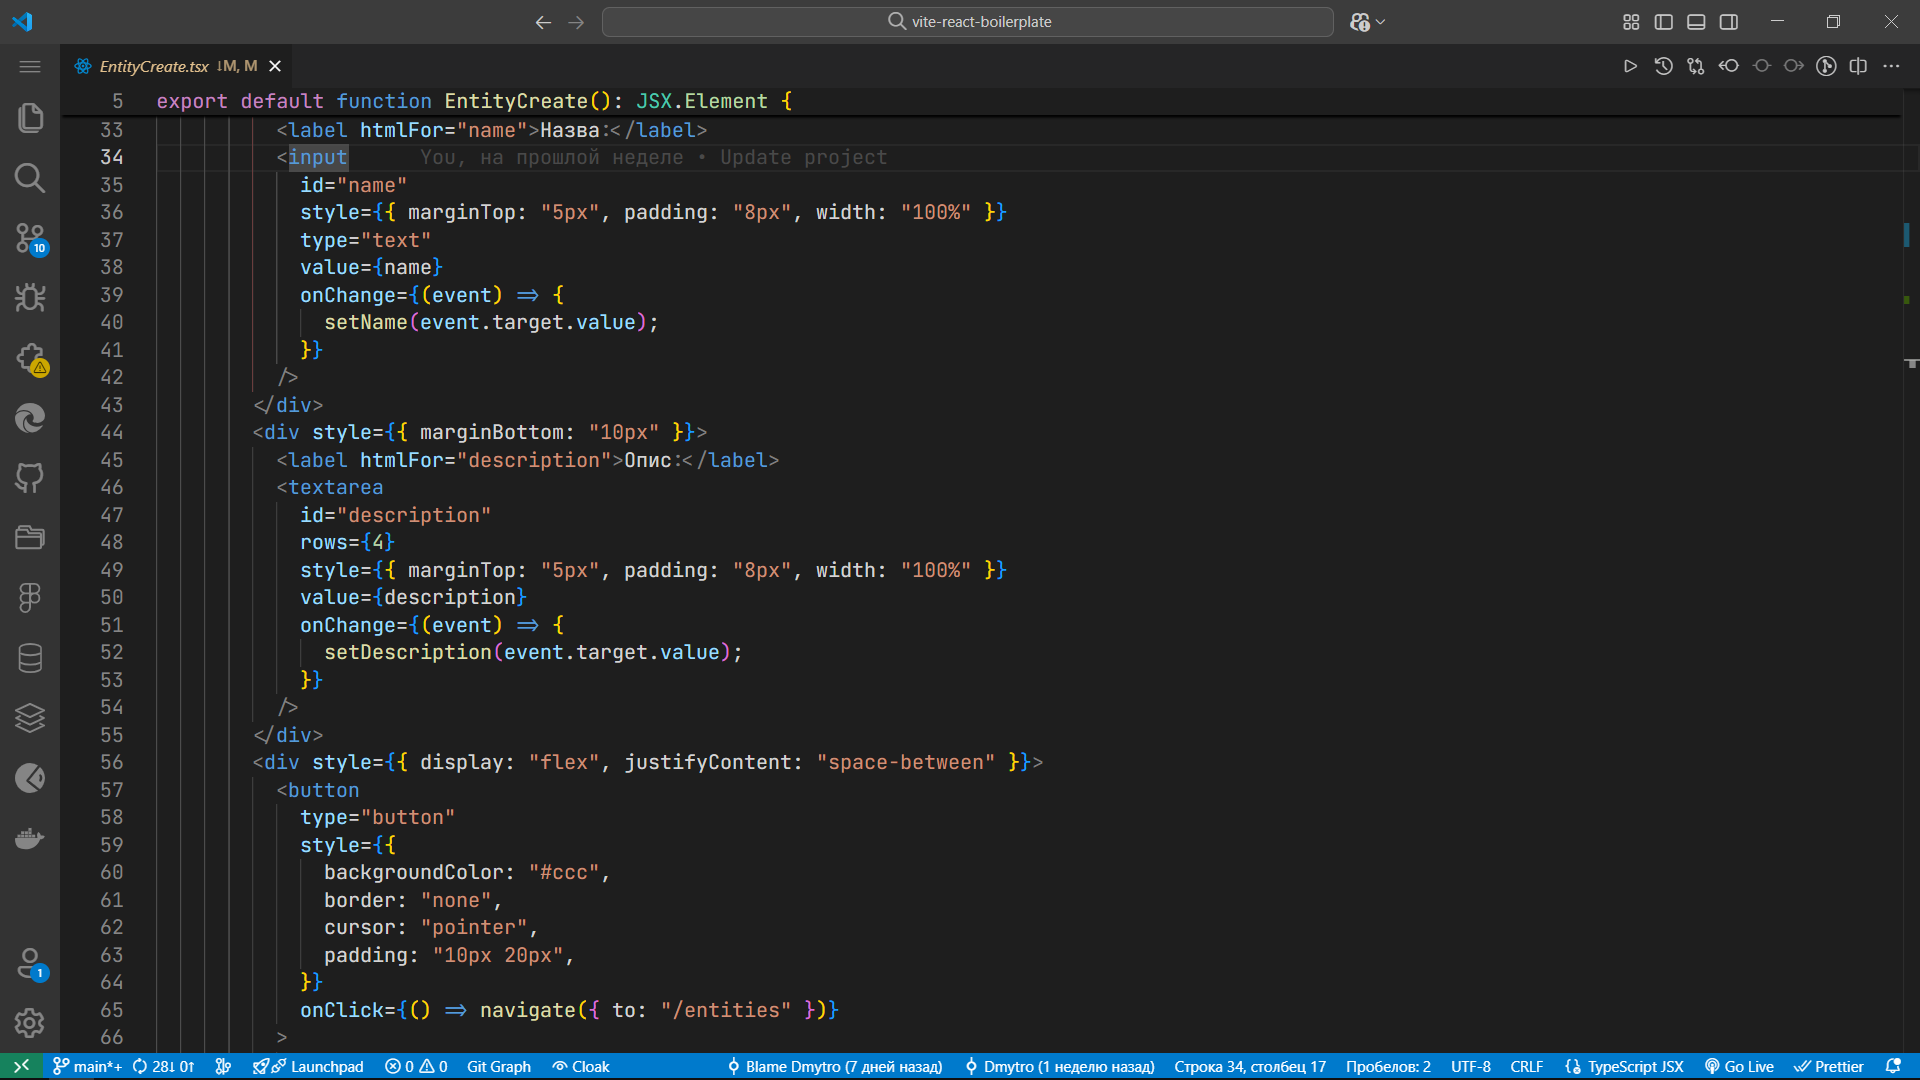 vite-react-boilerplate
EntityCreate.tsx ↓M, M
5 export default function EntityCreate(): JSX.Element {
33 <label htmlFor="name">Назва:</label>
34 <input You, на прошлой неделе • Update project
35 id="name"
36 style={{ marginTop: "5px", padding: "8px", width: "100%" }}
37 type="text"
38 value={name}
39 onChange={(event) => {
40 setName(event.target.value);
41 }}
42 />
43 </div>
44 <div style={{ marginBottom: "10px" }}>
45 <label htmlFor="description">Опис:</label>
46 <textarea
47 id="description"
48 rows={4}
49 style={{ marginTop: "5px", padding: "8px", width: "100%" }}
50 value={description}
51 onChange={(event) => {
52 setDescription(event.target.value);
53 }}
54 />
55 </div>
56 <div style={{ display: "flex", justifyContent: "space-between" }}>
57 <button
58 type="button"
59 style={{
60 backgroundColor: "#ccc",
61 border: "none",
62 cursor: "pointer",
63 padding: "10px 20px",
64 }}
65 onClick={() => navigate({ to: "/entities" })}
66 >
10
1
main*+ 28↓ 0↑ Launchpad 0 0 Git Graph Cloak Blame Dmytro (7 дней назад) Dmytro (1 неделю назад) Строка 34, столбец 17 Пробелов: 2 UTF-8 CRLF TypeScript JSX Go Live Prettier